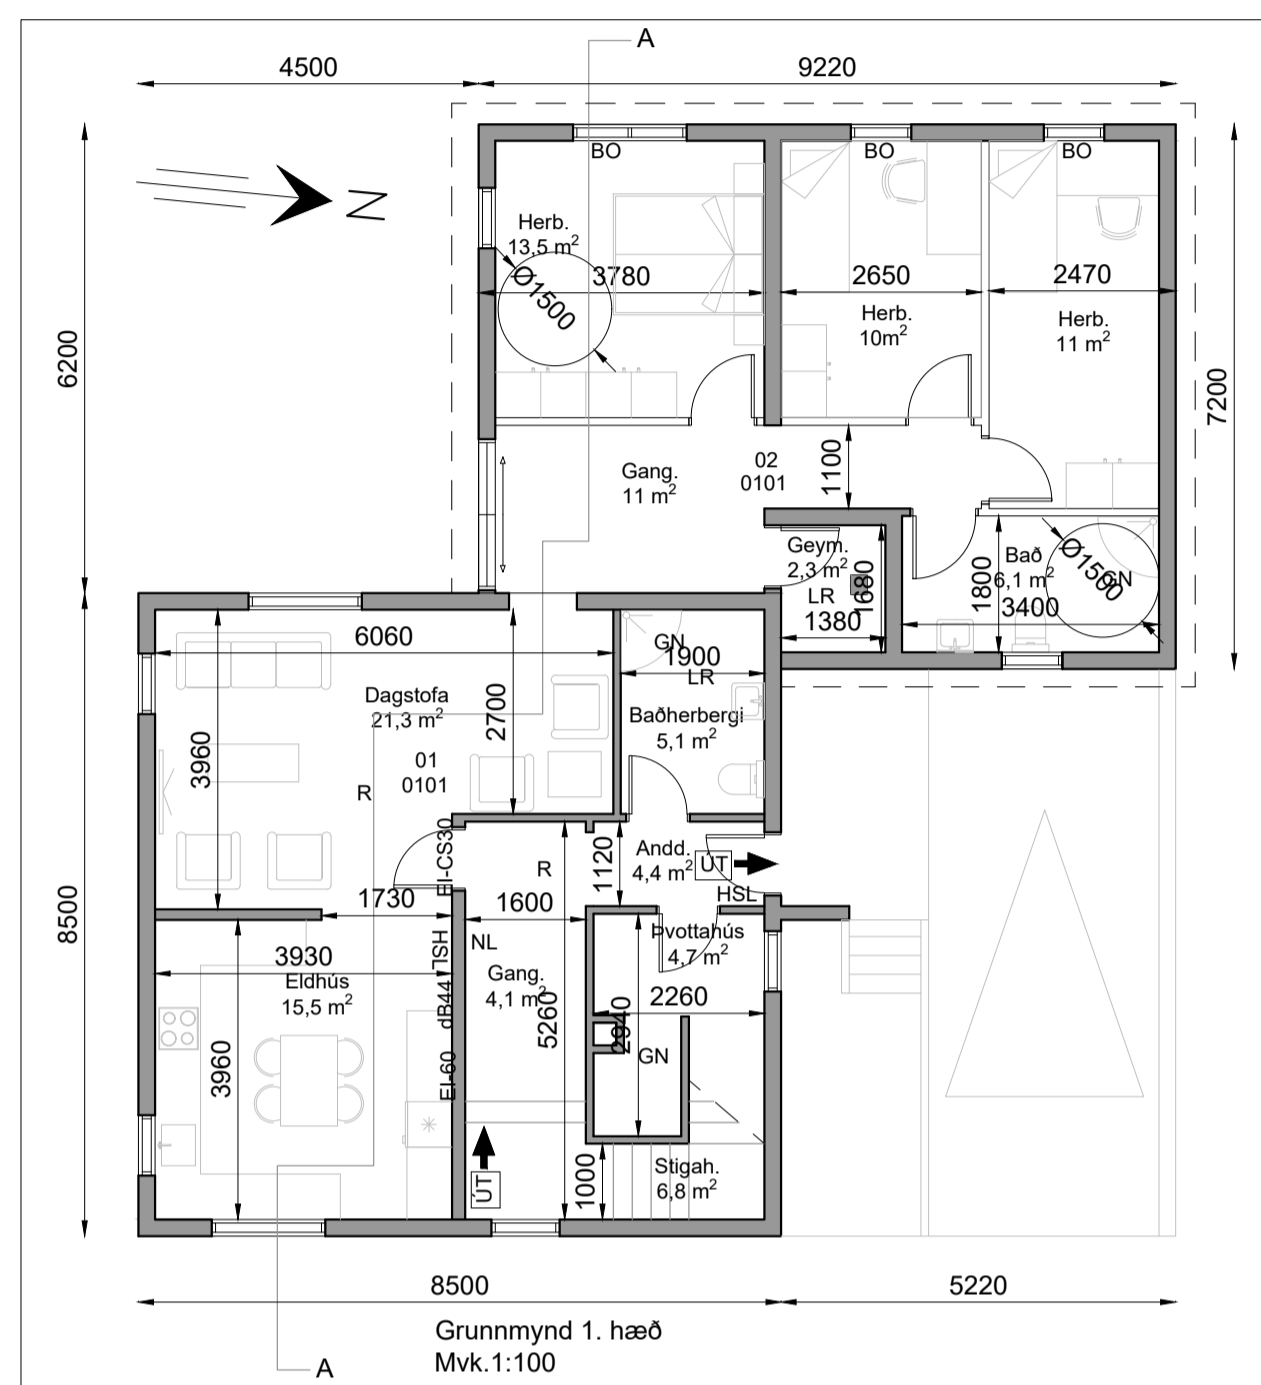 A
4500
9220
BO
BO
BO
N
Herb.
13,5 m²
3780
Ø1500
2650
2470
Herb.
10m²
Herb.
11 m²
6200
7200
Gang.
11 m²
02
0101
1100
Geym.
2,3 m²
LR
1680
1380
Bað
6,1 m²
1800
3400
Ø1500
GN
6060
GN
1900
LR
Dagstofa
21,3 m²
2700
Baðherbergi
5,1 m²
3960
01
0101
R
EI-CS30
R
1120
Andd.
4,4 m²
ÚT
HSL
1730
1600
8500
3930
HSL
NL
Þvottahús
4,7 m²
Eldhús
15,5 m²
Gang.
4,1 m²
dB44
5260
2260
2940
GN
3960
EI-60
ÚT
1000
Stigah.
6,8 m²
8500
5220
Grunnmynd 1. hæð
Mvk.1:100
A